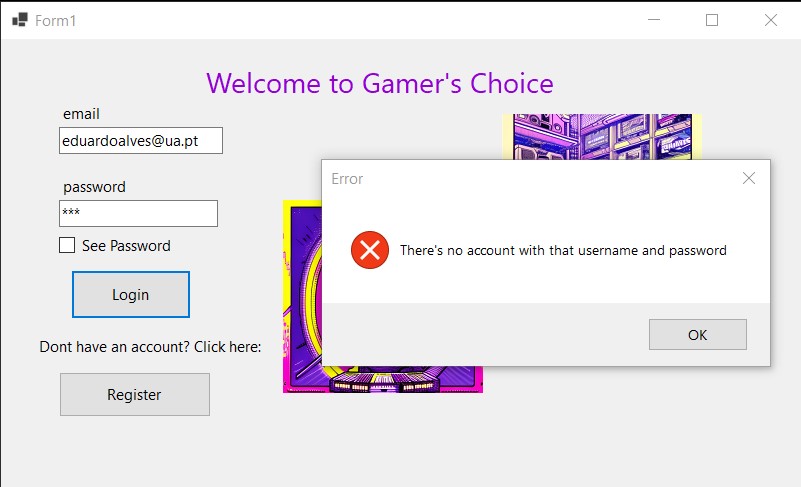 Form1
Welcome to Gamer's Choice
email
eduardoalves@ua.pt
password
***
See Password
Login
Dont have an account? Click here:
Register
Error
There's no account with that username and password
OK